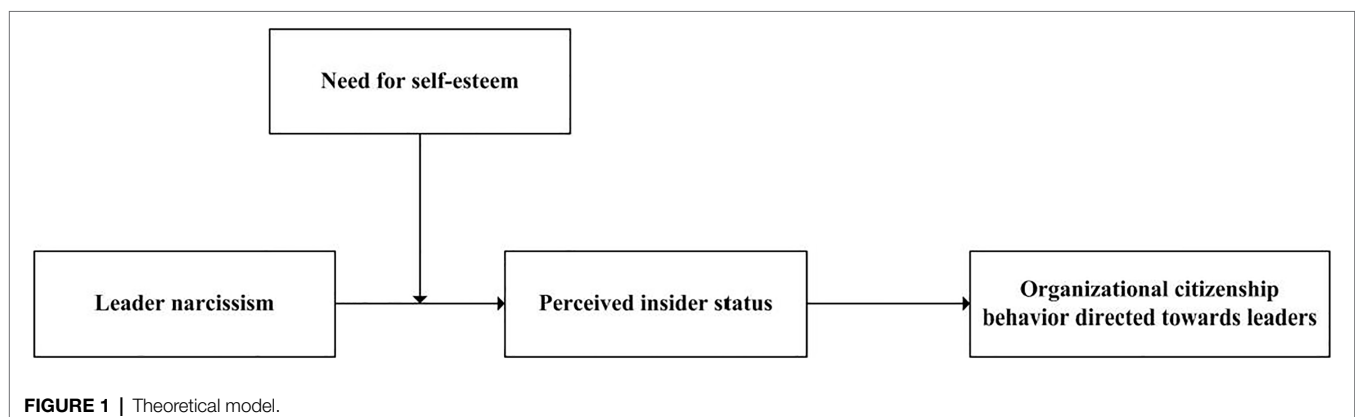 Need for self-esteem
Leader narcissism
Perceived insider status
Organizational citizenship
behavior directed towards leaders
FIGURE 1 | Theoretical model.